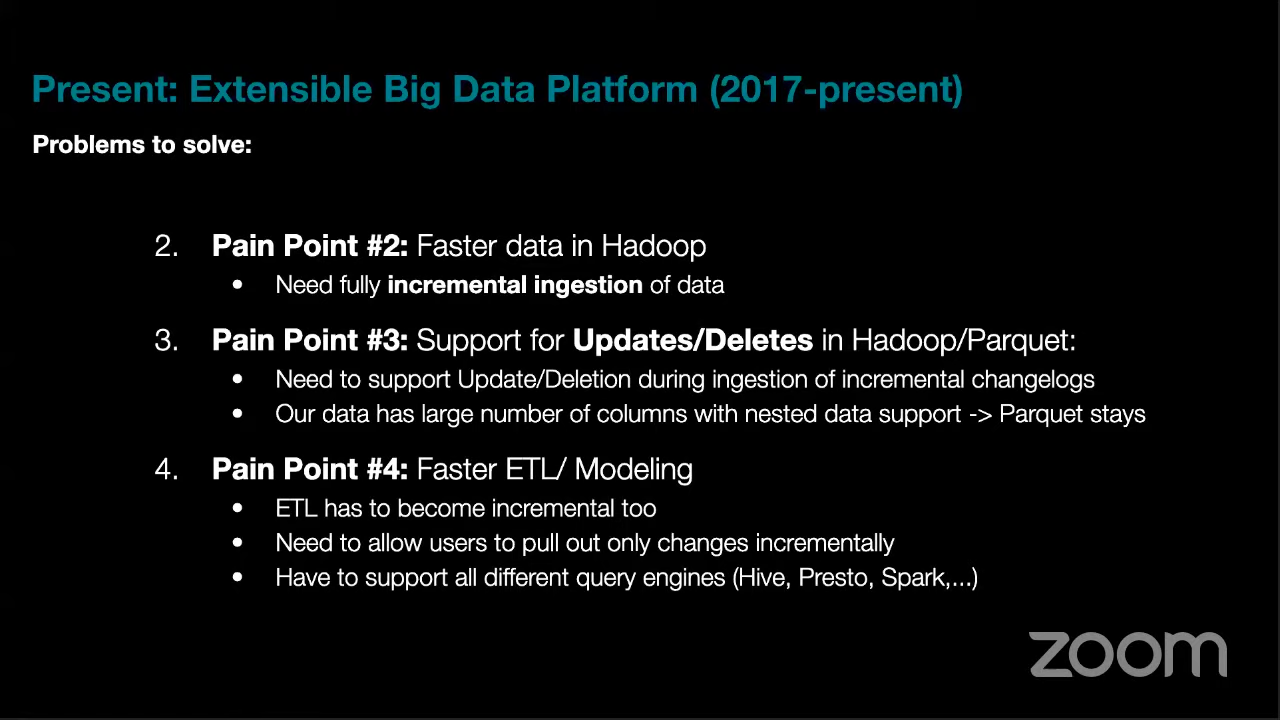 Present: Extensible Big Data Platform (2017-present)
Problems to solve:
2. Pain Point #2: Faster data in Hadoop
• Need fully incremental ingestion of data
3. Pain Point #3: Support for Updates/Deletes in Hadoop/Parquet:
• Need to support Update/Deletion during ingestion of incremental changelogs
• Our data has large number of columns with nested data support -> Parquet stays
4. Pain Point #4: Faster ETL/ Modeling
• ETL has to become incremental too
• Need to allow users to pull out only changes incrementally
• Have to support all different query engines (Hive, Presto, Spark,...)
zoom